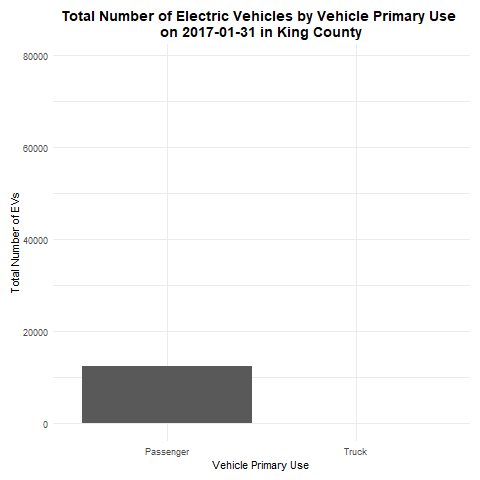 Total Number of Electric Vehicles by Vehicle Primary Use
on 2017-01-31 in King County
80000
60000
40000
20000
0
Total Number of EVs
Passenger
Truck
Vehicle Primary Use